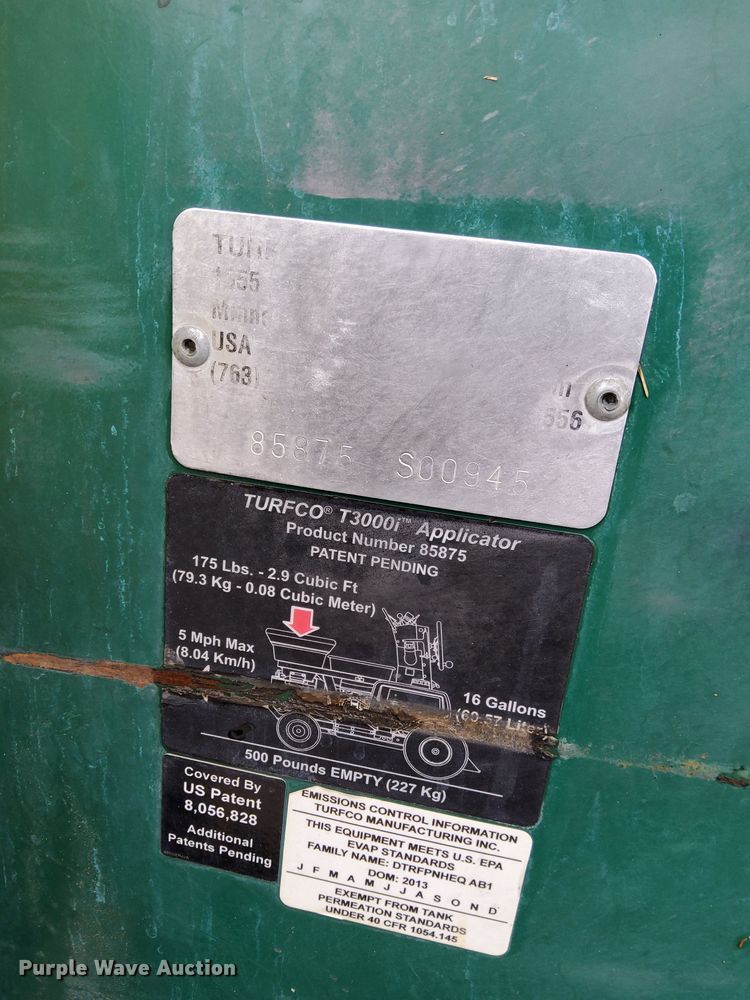 USA
(763)
556
85875 S00945
TURFCO® T3000i™ Applicator
Product Number 85875
PATENT PENDING
175 Lbs. - 2.9 Cubic Ft
(79.3 Kg - 0.08 Cubic Meter)
5 Mph Max
(8.04 Km/h)
16 Gallons
(60.57 Liters)
500 Pounds EMPTY (227 Kg)
Covered By
US Patent
8,056,828
Additional
Patents Pending
EMISSIONS CONTROL INFORMATION
TURFCO MANUFACTURING INC.
THIS EQUIPMENT MEETS U.S. EPA
EVAP STANDARDS
FAMILY NAME: DTRFPNHEQ AB1
DOM: 2013
J F M A M J J A S O N D
EXEMPT FROM TANK
PERMEATION STANDARDS
UNDER 40 CFR 1054.145
Purple Wave Auction